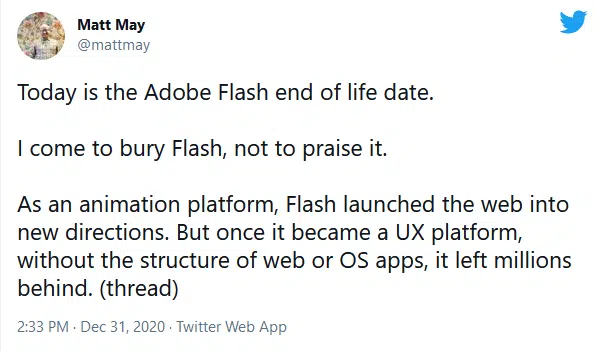 Matt May
@mattmay
Today is the Adobe Flash end of life date.
I come to bury Flash, not to praise it.
As an animation platform, Flash launched the web into
new directions. But once it became a UX platform,
without the structure of web or OS apps, it left millions
behind. (thread)
2:33 PM · Dec 31, 2020 · Twitter Web App